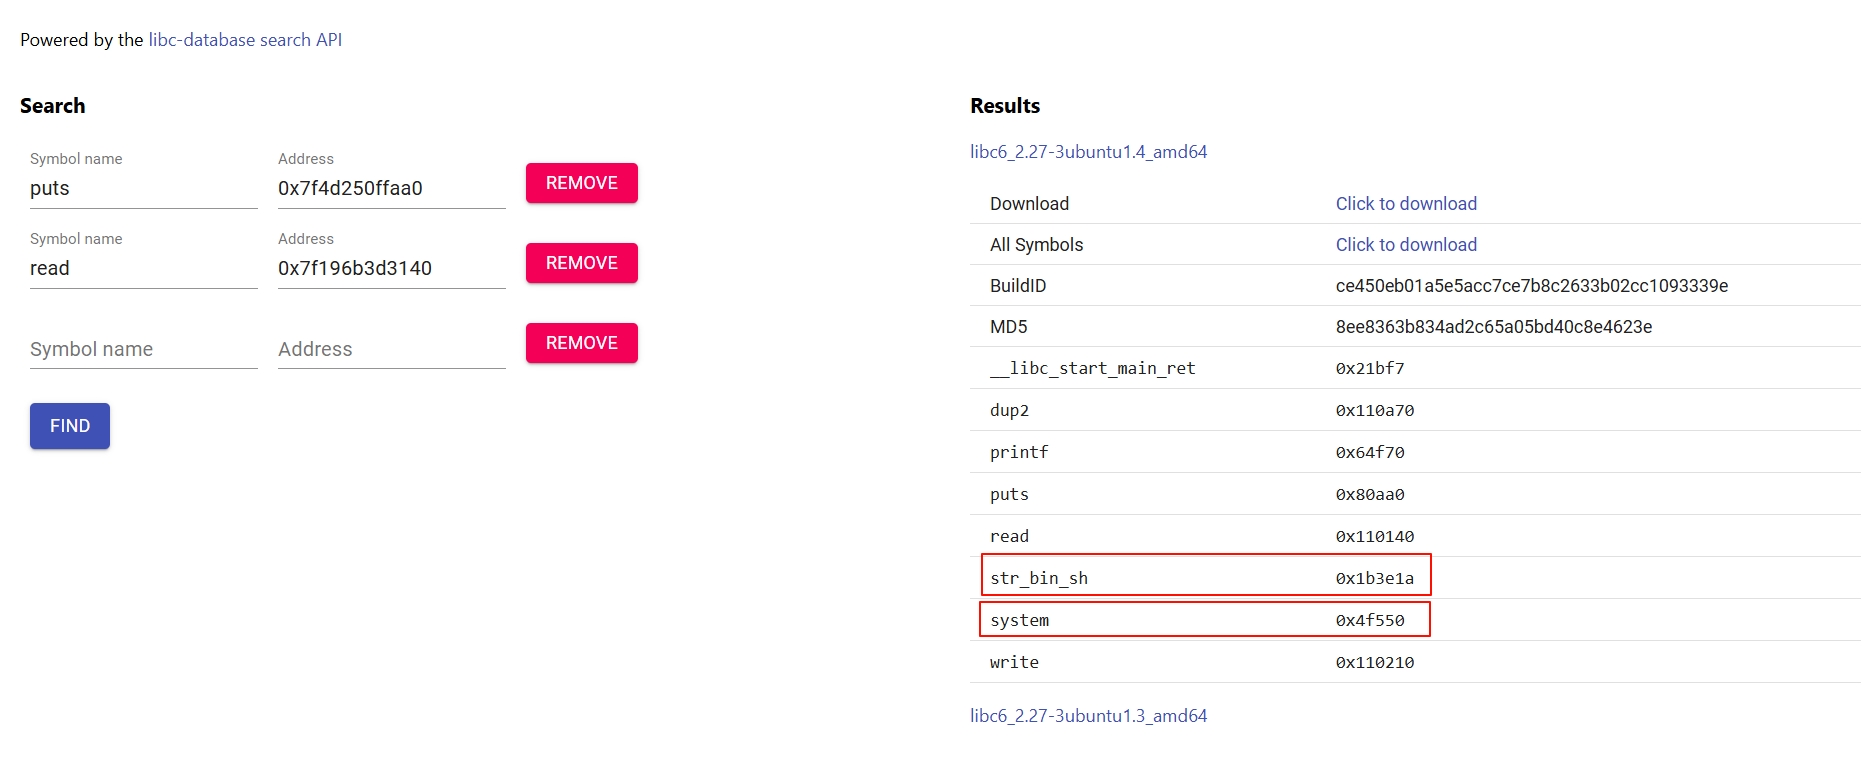 Powered by the libc-database search API
Search
Symbol name Address
puts 0x7f4d250ffaa0 REMOVE
Symbol name Address
read 0x7f196b3d3140 REMOVE
Symbol name Address REMOVE
FIND
Results
libc6_2.27-3ubuntu1.4_amd64
Download Click to download
All Symbols Click to download
BuildID ce450eb01a5e5acc7ce7b8c2633b02cc1093339e
MD5 8ee8363b834ad2c65a05bd40c8e4623e
__libc_start_main_ret 0x21bf7
dup2 0x110a70
printf 0x64f70
puts 0x80aa0
read 0x110140
str_bin_sh 0x1b3e1a
system 0x4f550
write 0x110210
libc6_2.27-3ubuntu1.3_amd64